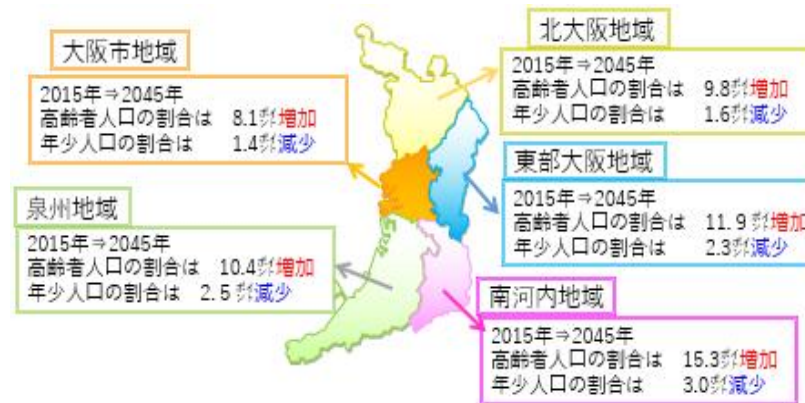 大阪市地域
2015年⇒2045年
高齢者人口の割合は 8.1㌽増加
年少人口の割合は 1.4㌽減少
北大阪地域
2015年⇒2045年
高齢者人口の割合は 9.8㌽増加
年少人口の割合は 1.6㌽減少
東部大阪地域
2015年⇒2045年
高齢者人口の割合は 11.9㌽増加
年少人口の割合は 2.3㌽減少
泉州地域
2015年⇒2045年
高齢者人口の割合は 10.4㌽増加
年少人口の割合は 2.5㌽減少
南河内地域
2015年⇒2045年
高齢者人口の割合は 15.3㌽増加
年少人口の割合は 3.0㌽減少